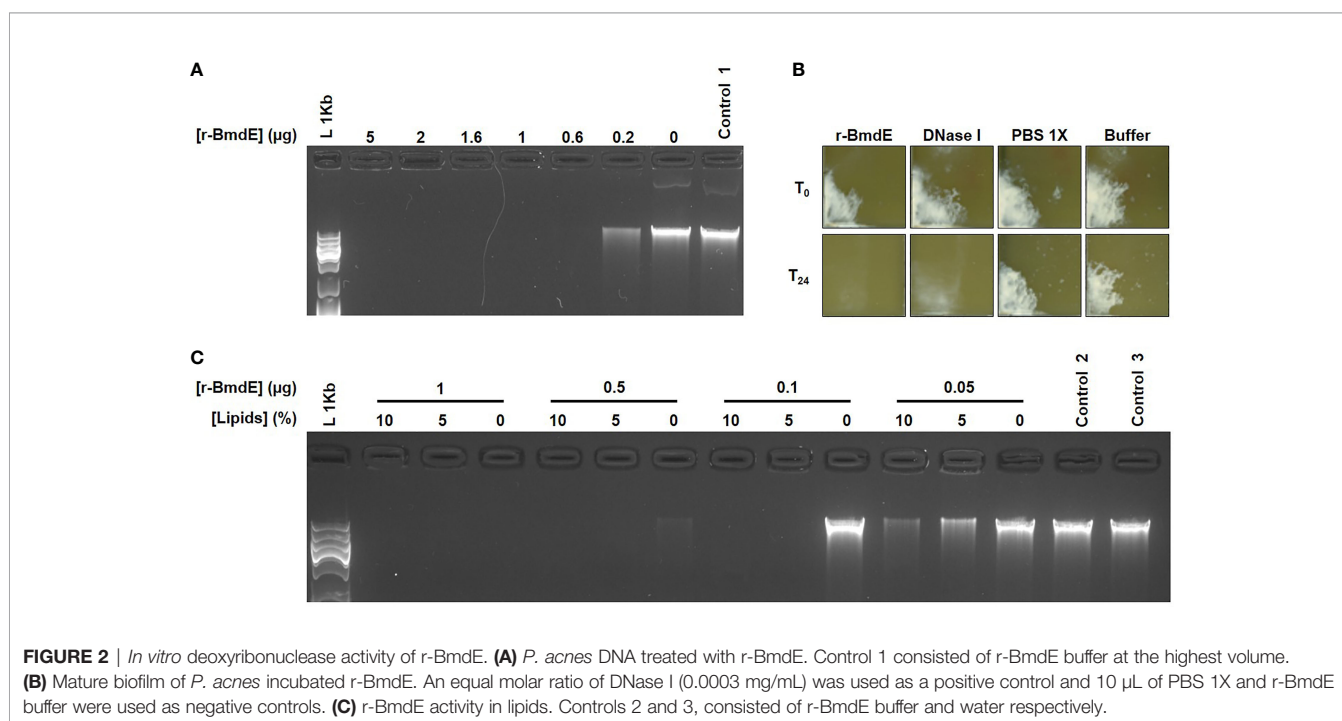 A
L 1Kb
[r-BmdE] (µg) 5 2 1.6 1 0.6 0.2 0 Control 1
B
r-BmdE DNase I PBS 1X Buffer
T0
T24
C
L 1Kb
[r-BmdE] (µg) 1 0.5 0.1 0.05 Control 2 Control 3
[Lipids] (%) 10 5 0 10 5 0 10 5 0 10 5 0
FIGURE 2 | In vitro deoxyribonuclease activity of r-BmdE. (A) P. acnes DNA treated with r-BmdE. Control 1 consisted of r-BmdE buffer at the highest volume.
(B) Mature biofilm of P. acnes incubated r-BmdE. An equal molar ratio of DNase I (0.0003 mg/mL) was used as a positive control and 10 µL of PBS 1X and r-BmdE
buffer were used as negative controls. (C) r-BmdE activity in lipids. Controls 2 and 3, consisted of r-BmdE buffer and water respectively.